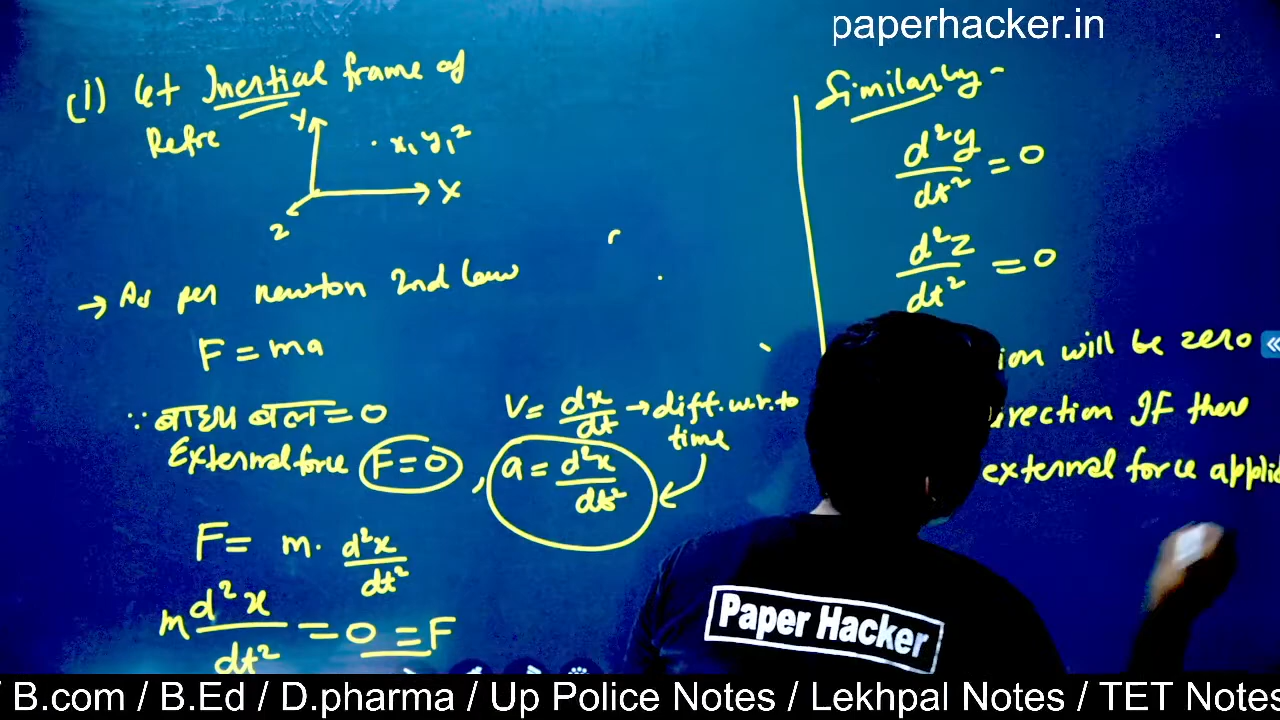 paperhacker.in
(i) Let Inertial frame of
Refre
Y
. x, y, z
X
Z
→ As per newton 2nd law
F = ma
∵ बाह्य बल = 0
External force F = 0 ,
V = dx/dt → diff. w.r. to
time
a = d²x/dt²
F = m. d²x/dt²
m d²x/dt² = 0 = F
Similarly -
d²y/dt² = 0
d²z/dt² = 0
ion will be zero
irection IF there
external force applie
Paper Hacker
/ B.com / B.Ed / D.pharma / Up Police Notes / Lekhpal Notes / TET Notes